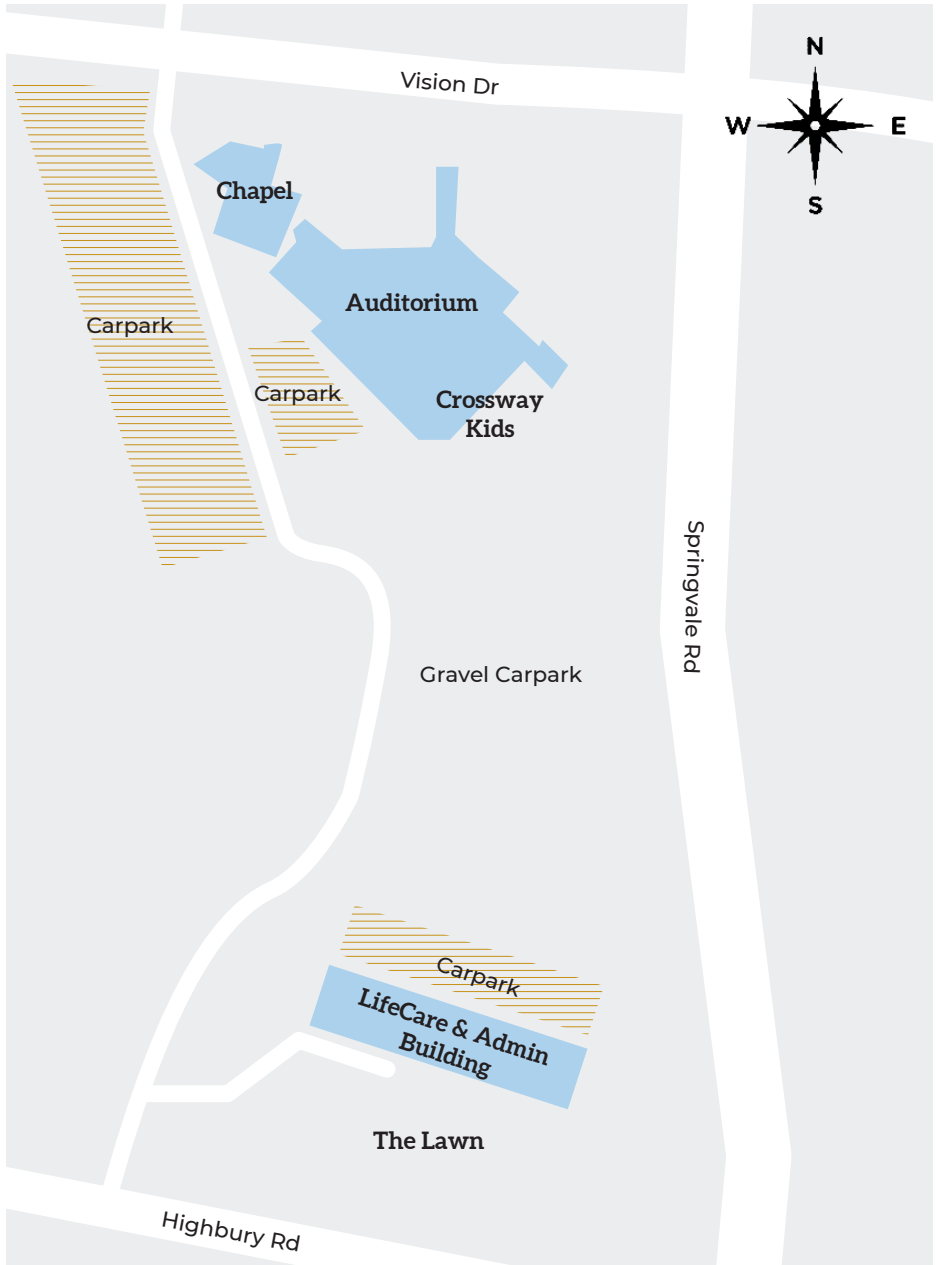 N
Vision Dr
W
E
S
Chapel
Auditorium
Carpark
Carpark
Crossway
Kids
Springvale Rd
Gravel Carpark
Carpark
LifeCare & Admin
Building
The Lawn
Highbury Rd